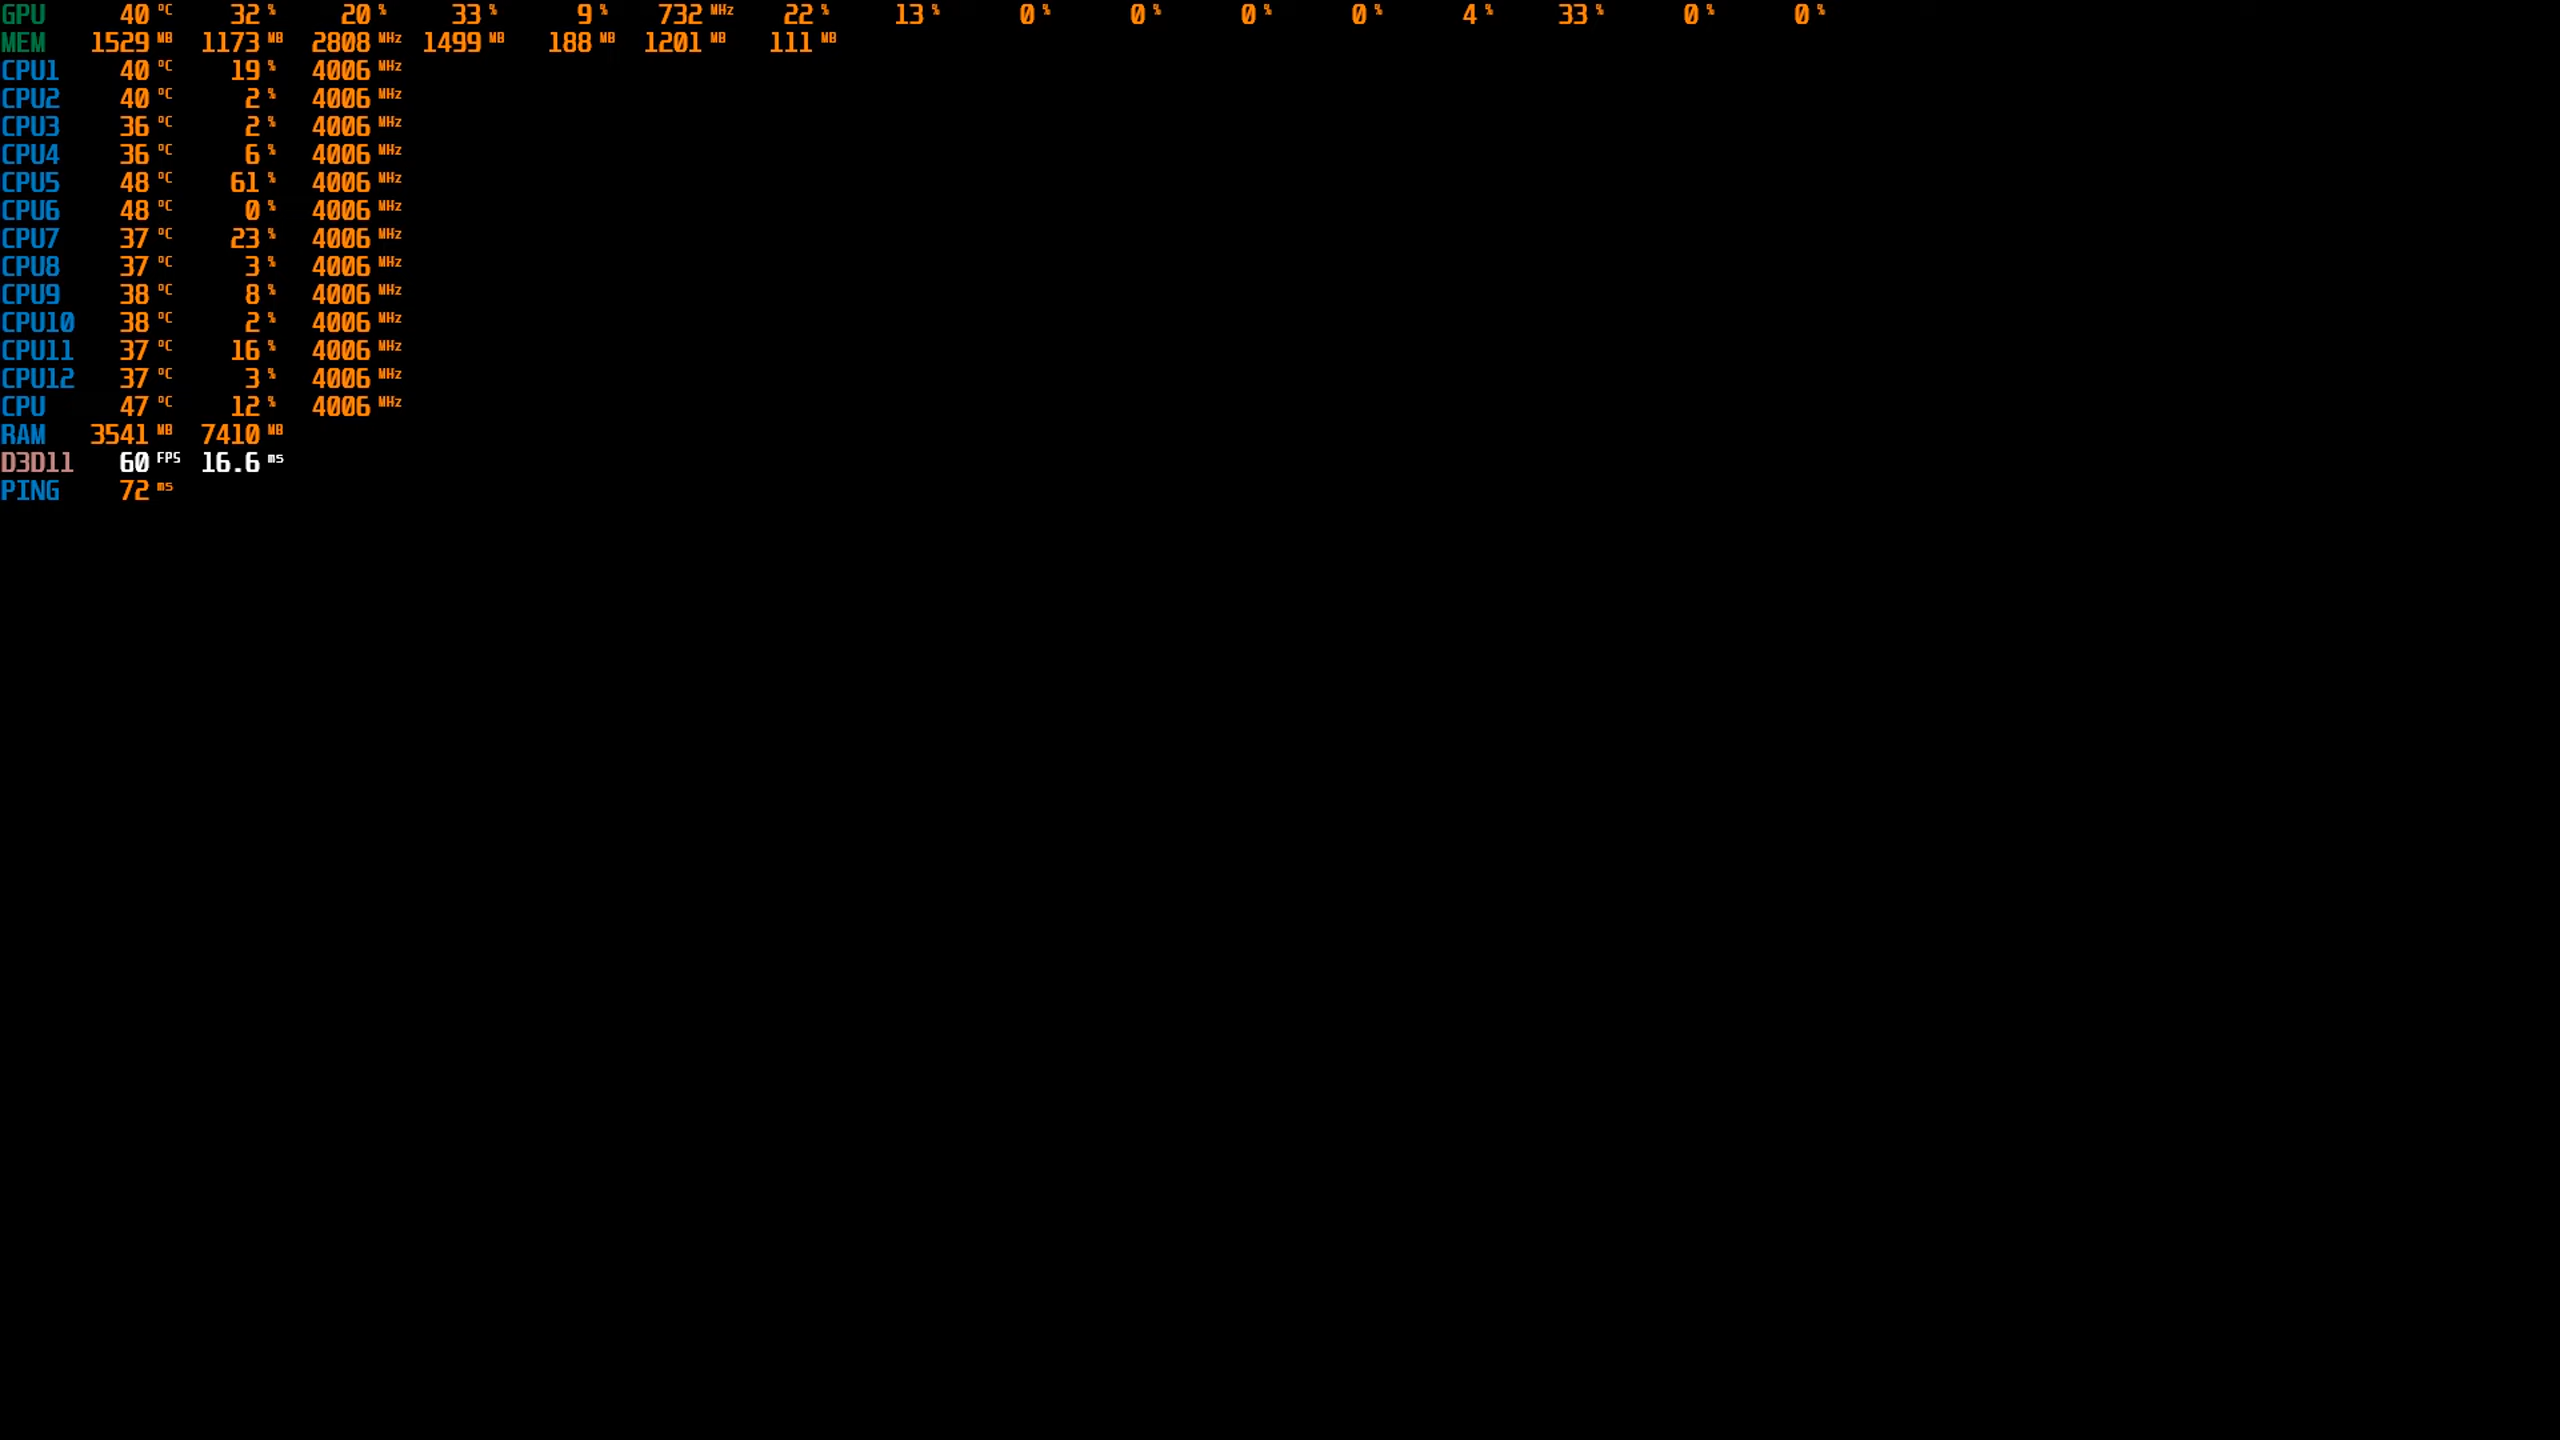 GPU 40 °C 32 % 20 % 33 % 9 % 732 MHz 22 % 13 % 0 % 0 % 0 % 0 % 4 % 33 % 0 % 0 %
MEM 1529 MB 1173 MB 2808 MHz 1499 MB 188 MB 1201 MB 111 MB
CPU1 40 °C 19 % 4006 MHz
CPU2 40 °C 2 % 4006 MHz
CPU3 36 °C 2 % 4006 MHz
CPU4 36 °C 6 % 4006 MHz
CPU5 48 °C 61 % 4006 MHz
CPU6 48 °C 0 % 4006 MHz
CPU7 37 °C 23 % 4006 MHz
CPU8 37 °C 3 % 4006 MHz
CPU9 38 °C 8 % 4006 MHz
CPU10 38 °C 2 % 4006 MHz
CPU11 37 °C 16 % 4006 MHz
CPU12 37 °C 3 % 4006 MHz
CPU 47 °C 12 % 4006 MHz
RAM 3541 MB 7410 MB
D3D11 60 FPS 16.6 ms
PING 72 ms